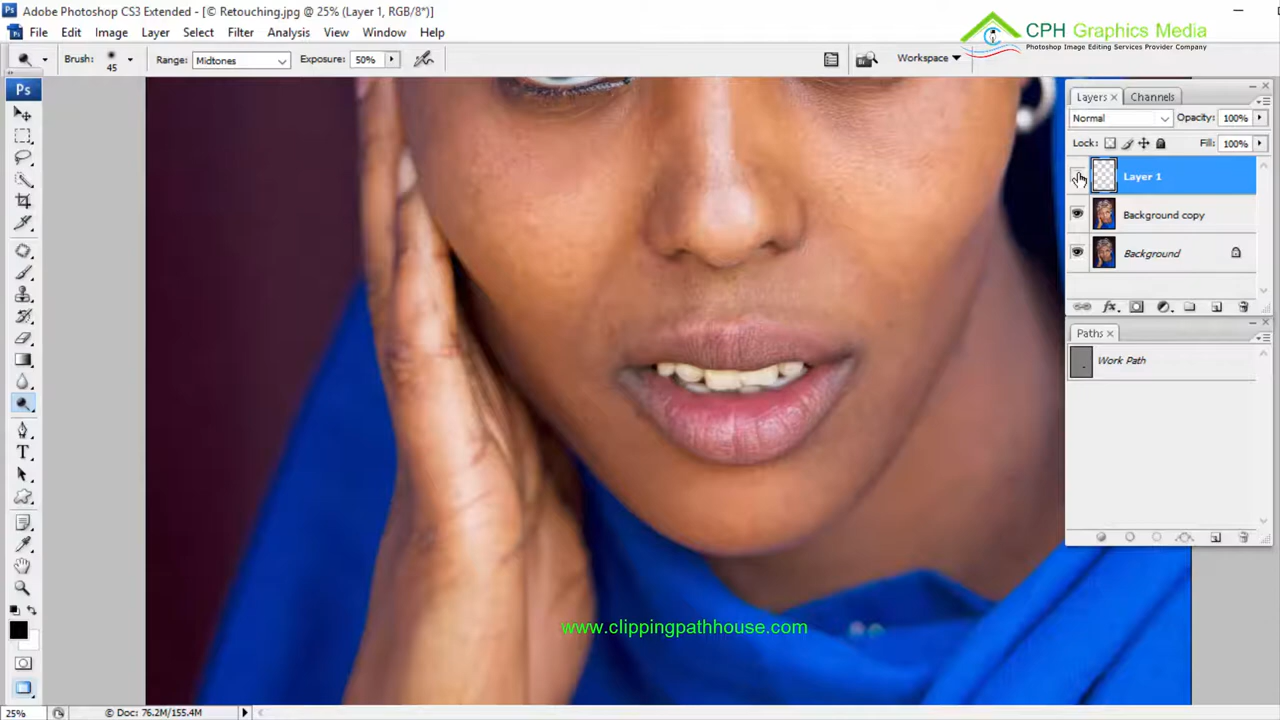 Adobe Photoshop CS3 Extended - [© Retouching.jpg @ 25% (Layer 1, RGB/8*)]
CPH Graphics Media
Photoshop Image Editing Services Provider Company
File Edit Image Layer Select Filter Analysis View Window Help
Brush: 45 Range: Midtones Exposure: 50% Workspace
Ps
Layers Channels
Normal Opacity: 100%
Lock: Fill: 100%
Layer 1
Background copy
Background
fx
Paths
Work Path
T
www.clippingpathhouse.com
25% © Doc: 76.2M/155.4M